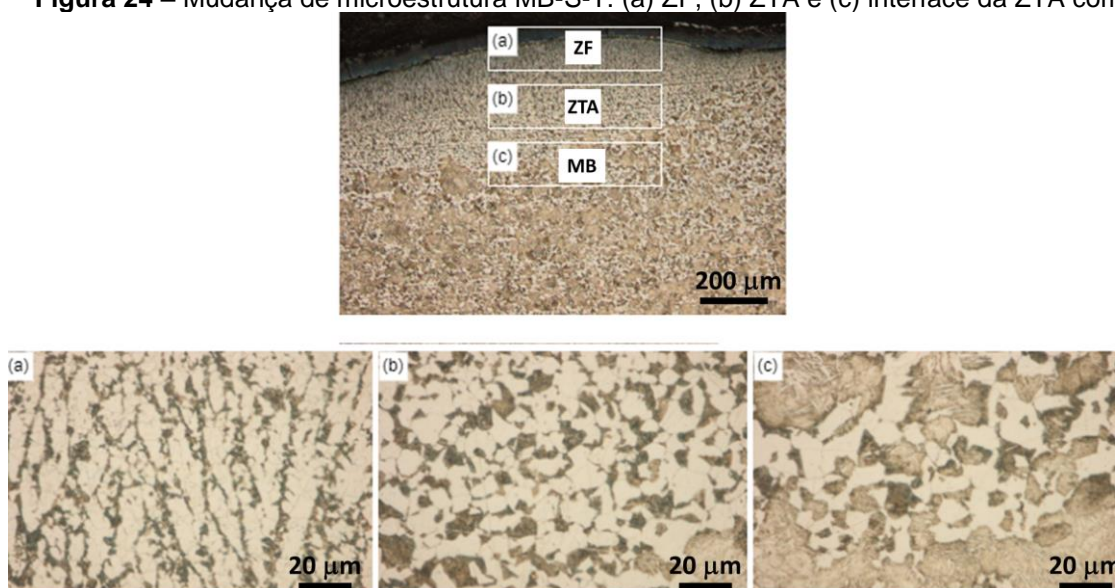 Figura 24 – Mudança de microestrutura MB-S-1: (a) ZF, (b) ZTA e (c) interface da ZTA com
(a) ZF
(b) ZTA
(c) MB
200 µm
(a) (b) (c)
20 µm 20 µm 20 µm